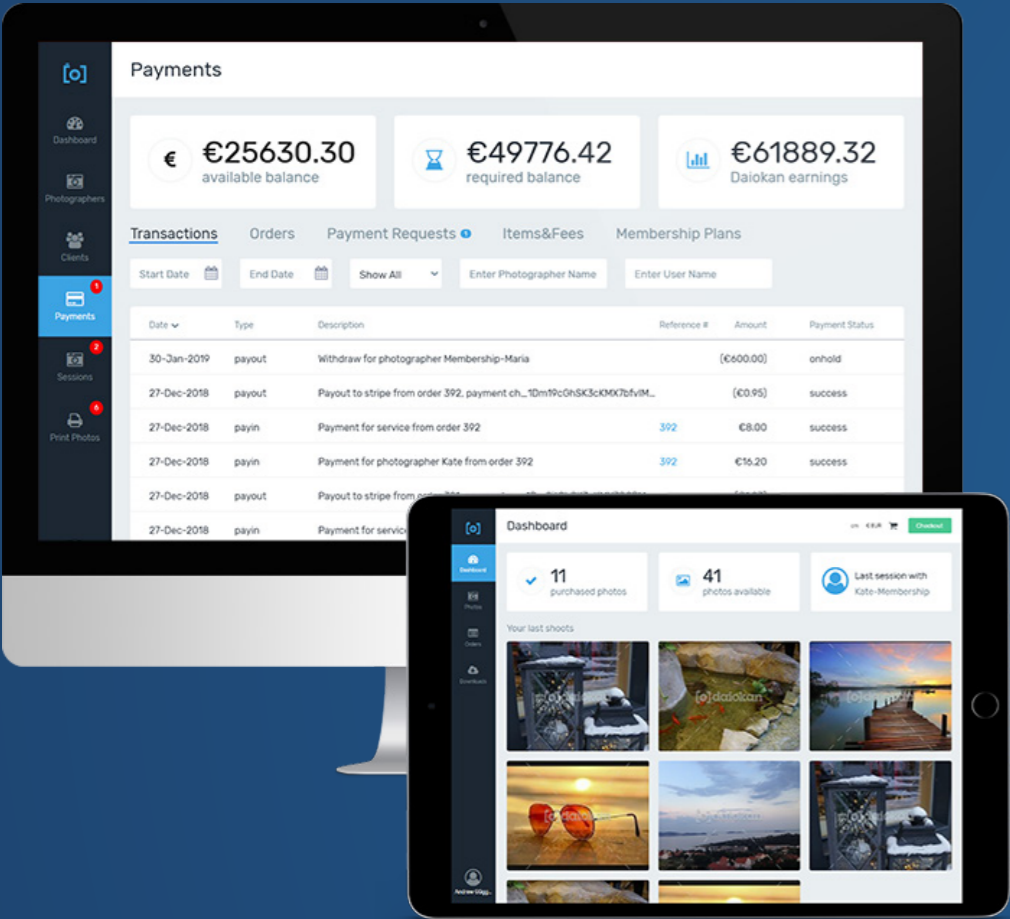 Payments
€25630.30
available balance
€49776.42
required balance
€61889.32
Daiokan earnings
Dashboard
Photographers
Clients
1
Payments
2
Sessions
6
Print Photos
Transactions Orders Payment Requests Items&Fees Membership Plans
Start Date End Date Show All Enter Photographer Name Enter User Name
Date Type Description Reference # Amount Payment Status
30-Jan-2019 payout Withdraw for photographer Membership-Maria (€600.00) onhold
27-Dec-2018 payout Payout to stripe from order 392, payment (€0.95) success
27-Dec-2018 payin Payment for service from order 392 392 €8.00 success
27-Dec-2018 payin Payment for photographer Kate from order 392 392 €16.20 success
27-Dec-2018 payout Payout to stripe from
27-Dec-2018 payin Payment for service
Dashboard
€ EUR Checkout
11
purchased photos
41
photos available
Last session with
Kate-Membership
Dashboard
Photos
Orders
Downloads
Your last shoots
[o]daiokan
Andrew